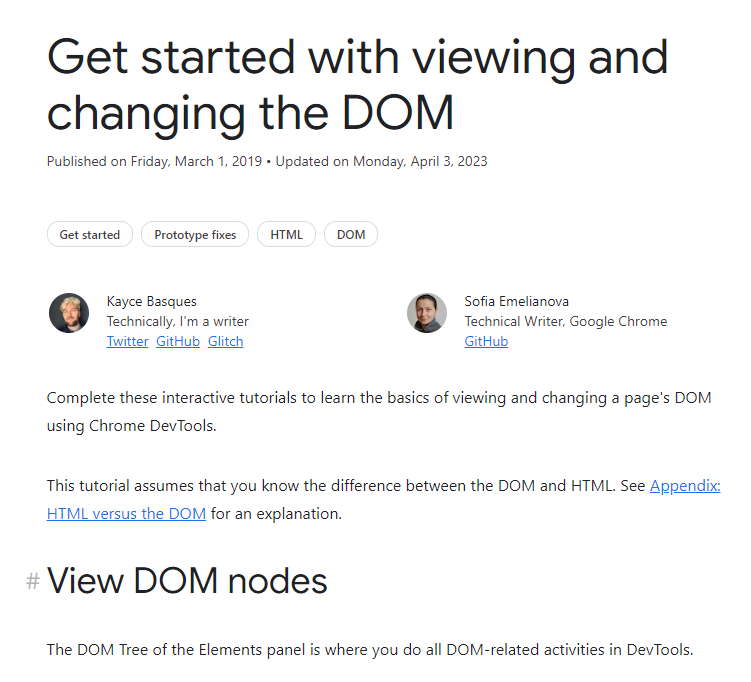 Get started with viewing and
changing the DOM
Published on Friday, March 1, 2019 • Updated on Monday, April 3, 2023
Get started Prototype fixes HTML DOM
Kayce Basques
Technically, I'm a writer
Twitter GitHub Glitch
Sofia Emelianova
Technical Writer, Google Chrome
GitHub
Complete these interactive tutorials to learn the basics of viewing and changing a page's DOM
using Chrome DevTools.
This tutorial assumes that you know the difference between the DOM and HTML. See Appendix:
HTML versus the DOM for an explanation.
# View DOM nodes
The DOM Tree of the Elements panel is where you do all DOM-related activities in DevTools.